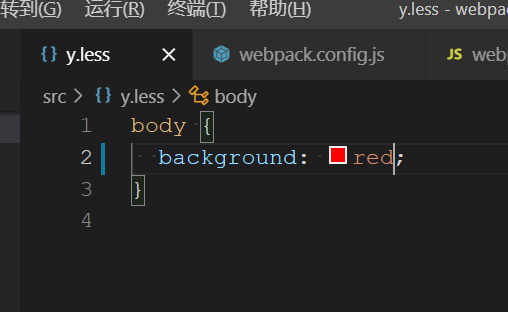 转到(G) 运行(R) 终端(T) 帮助(H) y.less - webpac
{} y.less × webpack.config.js JS web
src > {} y.less > body
1 body {
2 background: red;
3 }
4